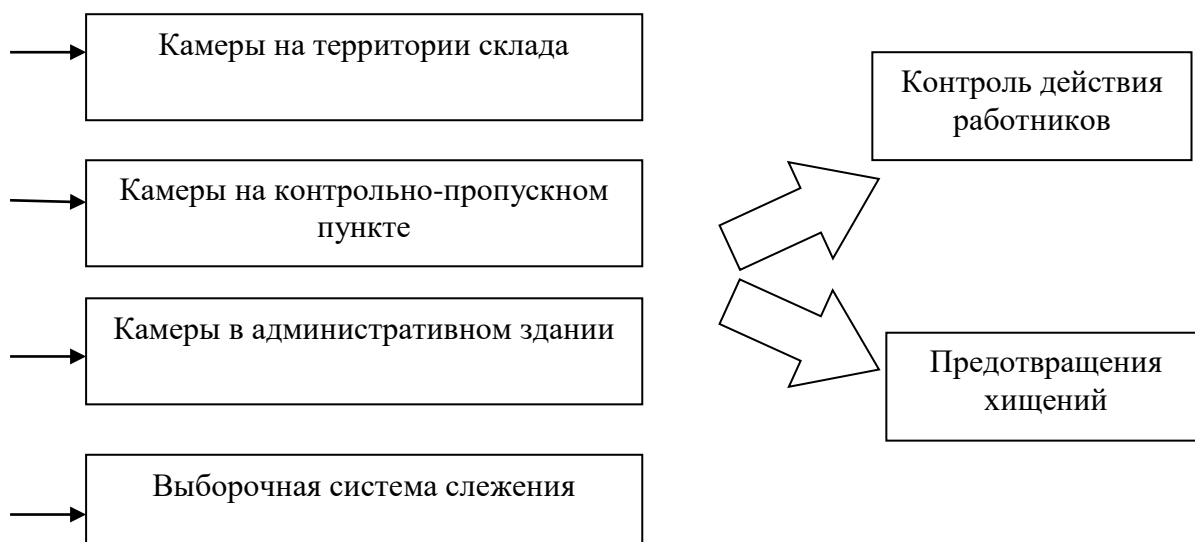 Камеры на территории склада
Камеры на контрольно-пропускном
пункте
Камеры в административном здании
Выборочная система слежения
Контроль действия
работников
Предотвращения
хищений